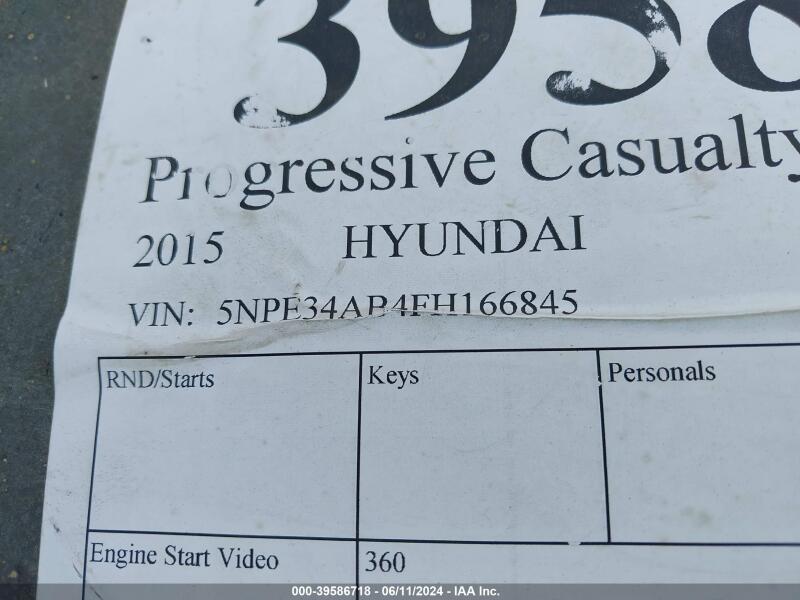 3958
Progressive Casualty
2015 HYUNDAI
VIN: 5NPE34AB4FH166845
RND/Starts Keys Personals
Engine Start Video 360
000-39586718 - 06/11/2024 - IAA Inc.